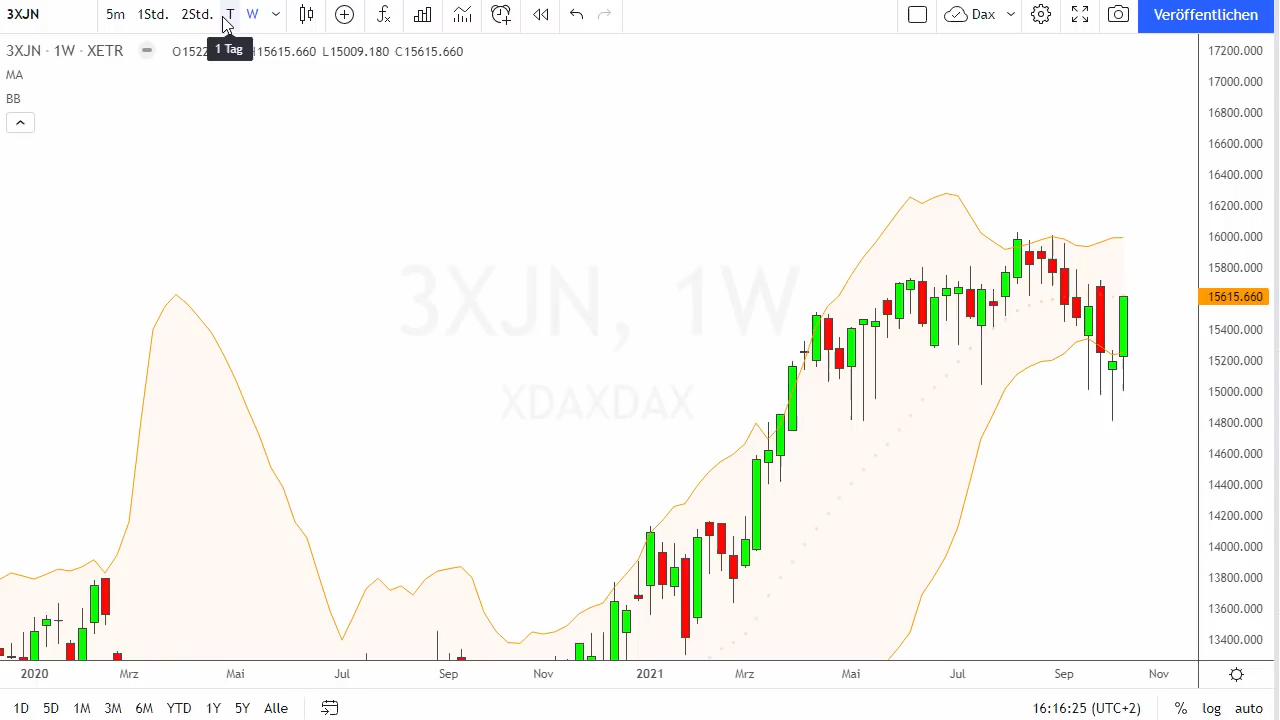 3XJN 5m 1Std. 2Std. T W Dax Veröffentlichen
3XJN · 1W · XETR O1522 H15615.660 L15009.180 C15615.660
1 Tag
MA
BB
3XJN, 1W
XDAXDAX
17200.000
17000.000
16800.000
16600.000
16400.000
16200.000
16000.000
15800.000
15615.660
15400.000
15200.000
15000.000
14800.000
14600.000
14400.000
14200.000
14000.000
13800.000
13600.000
13400.000
2020 Mrz Mai Jul Sep Nov 2021 Mrz Mai Jul Sep Nov
1D 5D 1M 3M 6M YTD 1Y 5Y Alle 16:16:25 (UTC+2) % log auto